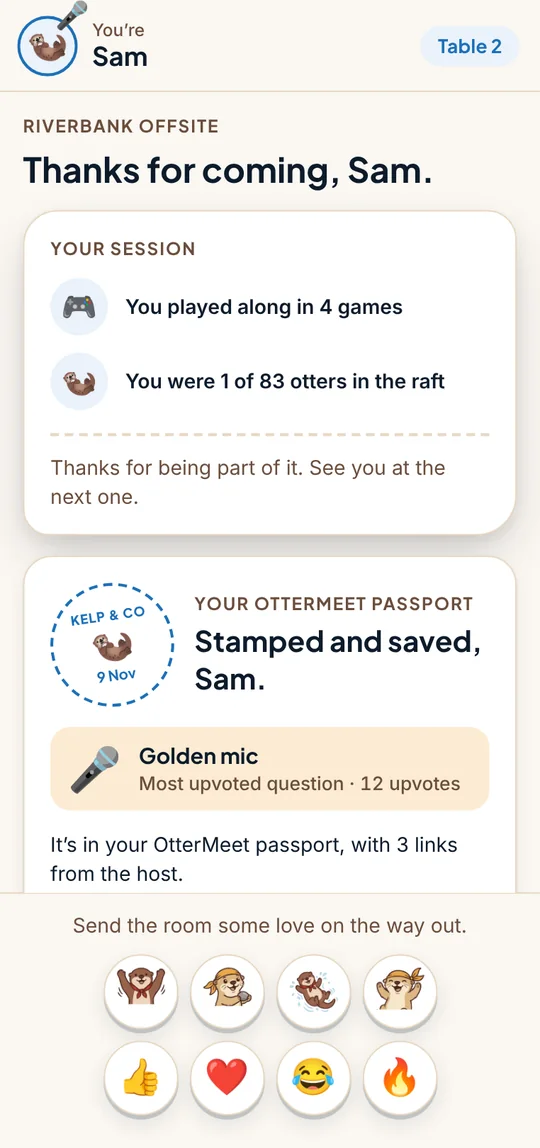 You're
Sam
Table 2
RIVERBANK OFFSITE
Thanks for coming, Sam.
YOUR SESSION
You played along in 4 games
You were 1 of 83 otters in the raft
Thanks for being part of it. See you at the
next one.
KELP & CO
9 Nov
YOUR OTTERMEET PASSPORT
Stamped and saved,
Sam.
Golden mic
Most upvoted question · 12 upvotes
It's in your OtterMeet passport, with 3 links
from the host.
Send the room some love on the way out.